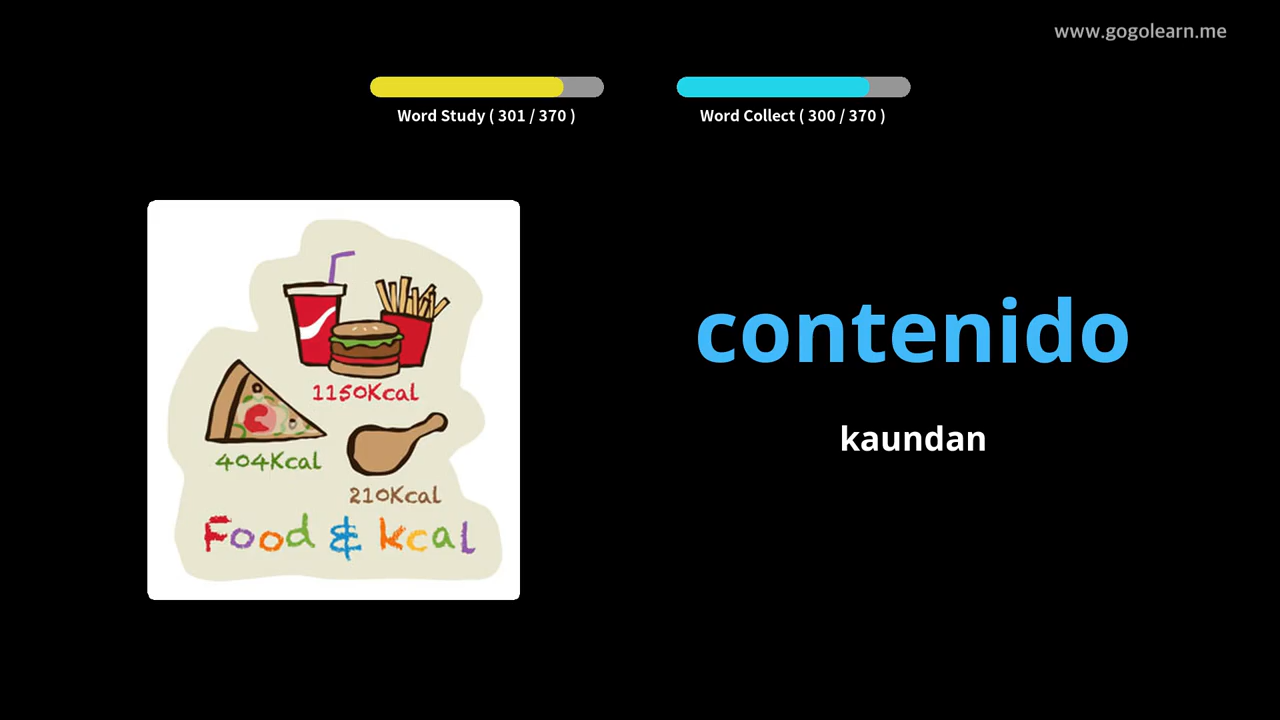 www.gogolearn.me
Word Study ( 301 / 370 )
Word Collect ( 300 / 370 )
1150Kcal
404Kcal
210Kcal
Food & kcal
contenido
kaundan